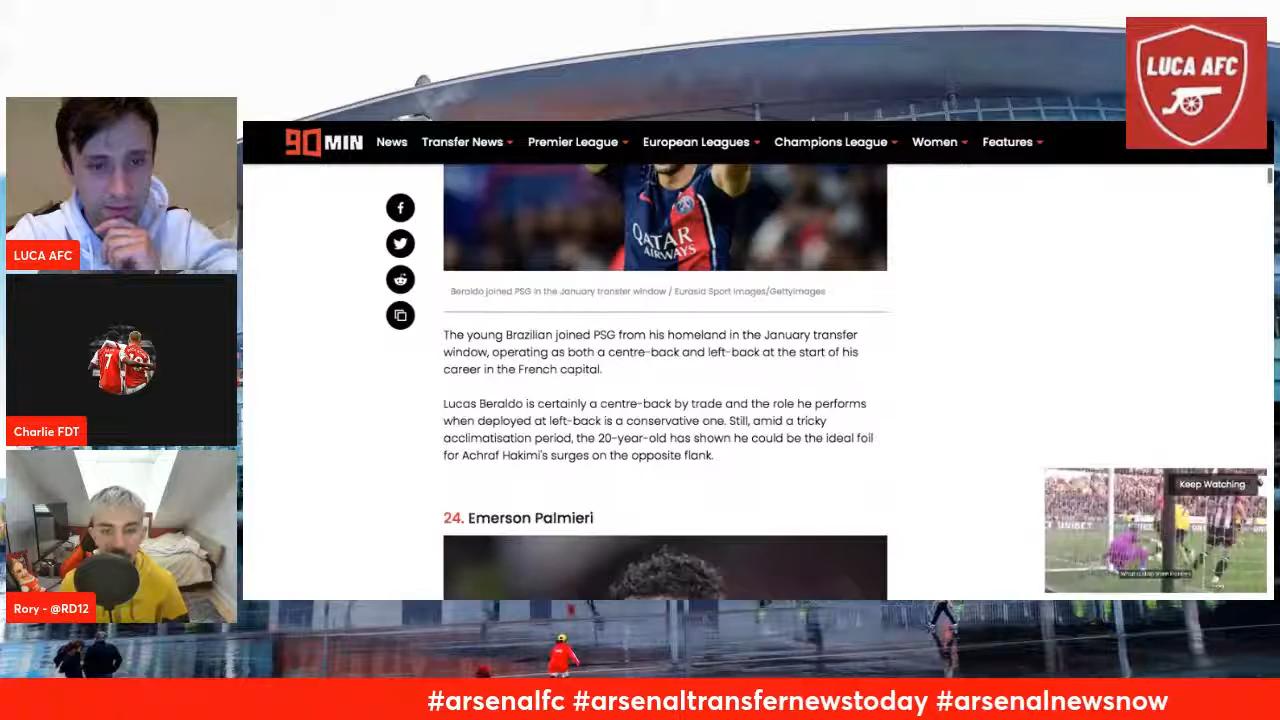 LUCA AFC
90MIN
News
Transfer News
Premier League
European Leagues
Champions League
Women
Features
QATAR
AIRWAYS
Beraldo joined PSG in the January transfer window / Eurasia Sport Images/GettyImages
The young Brazilian joined PSG from his homeland in the January transfer
window, operating as both a centre-back and left-back at the start of his
career in the French capital.
Lucas Beraldo is certainly a centre-back by trade and the role he performs
when deployed at left-back is a conservative one. Still, amid a tricky
acclimatisation period, the 20-year-old has shown he could be the ideal foil
for Achraf Hakimi's surges on the opposite flank.
24. Emerson Palmieri
Keep Watching
UNIBET
LUCA AFC
7
Charlie FDT
Rory - @RD12
#arsenalfc #arsenaltransfernewstoday #arsenalnewsnow